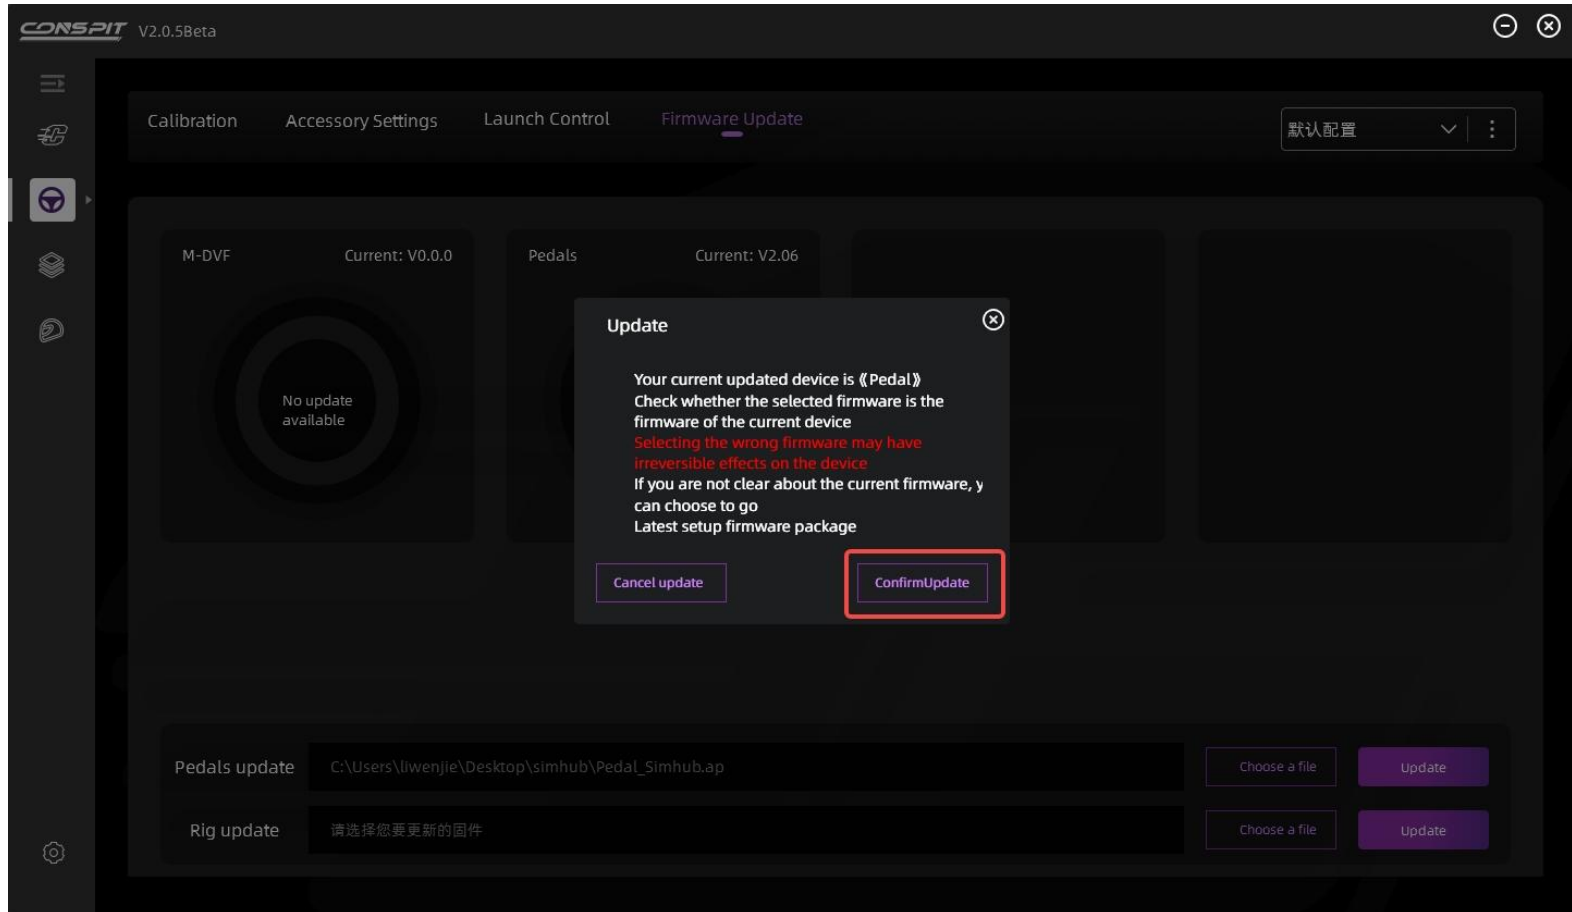 CONSPIT V2.0.5Beta
Calibration Accessory Settings Launch Control Firmware Update 默认配置
M-DVF Current: V0.0.0 Pedals Current: V2.06
No update
available
Update
Your current updated device is 《Pedal》
Check whether the selected firmware is the
firmware of the current device
Selecting the wrong firmware may have
irreversible effects on the device
If you are not clear about the current firmware, y
can choose to go
Latest setup firmware package
Cancel update ConfirmUpdate
Pedals update C:\Users\liwenjie\Desktop\simhub\Pedal_Simhub.ap Choose a file Update
Rig update 请选择您要更新的固件 Choose a file Update